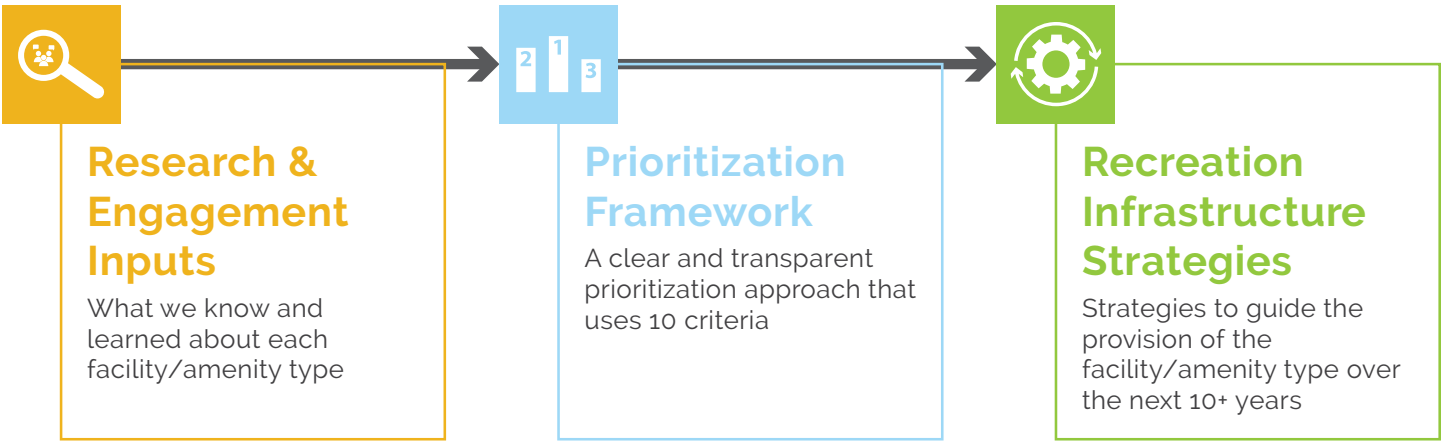 Research &
Engagement
Inputs
What we know and
learned about each
facility/amenity type
2
1
3
Prioritization
Framework
A clear and transparent
prioritization approach that
uses 10 criteria
Recreation
Infrastructure
Strategies
Strategies to guide the
provision of the
facility/amenity type over
the next 10+ years